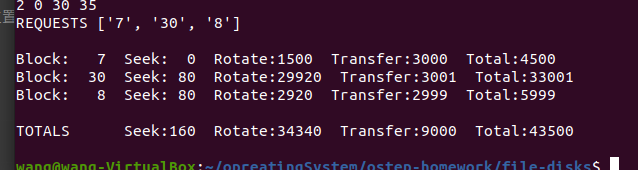 置
2 0 30 35
REQUESTS ['7', '30', '8']
Block:   7  Seek:  0  Rotate:1500  Transfer:3000  Total:4500
Block:  30  Seek: 80  Rotate:29920  Transfer:3001  Total:33001
Block:   8  Seek: 80  Rotate:2920  Transfer:2999  Total:5999
TOTALS      Seek:160  Rotate:34340  Transfer:9000  Total:43500
wang@wang-VirtualBox:~/opreatingSystem/ostep-homework/file-disks$